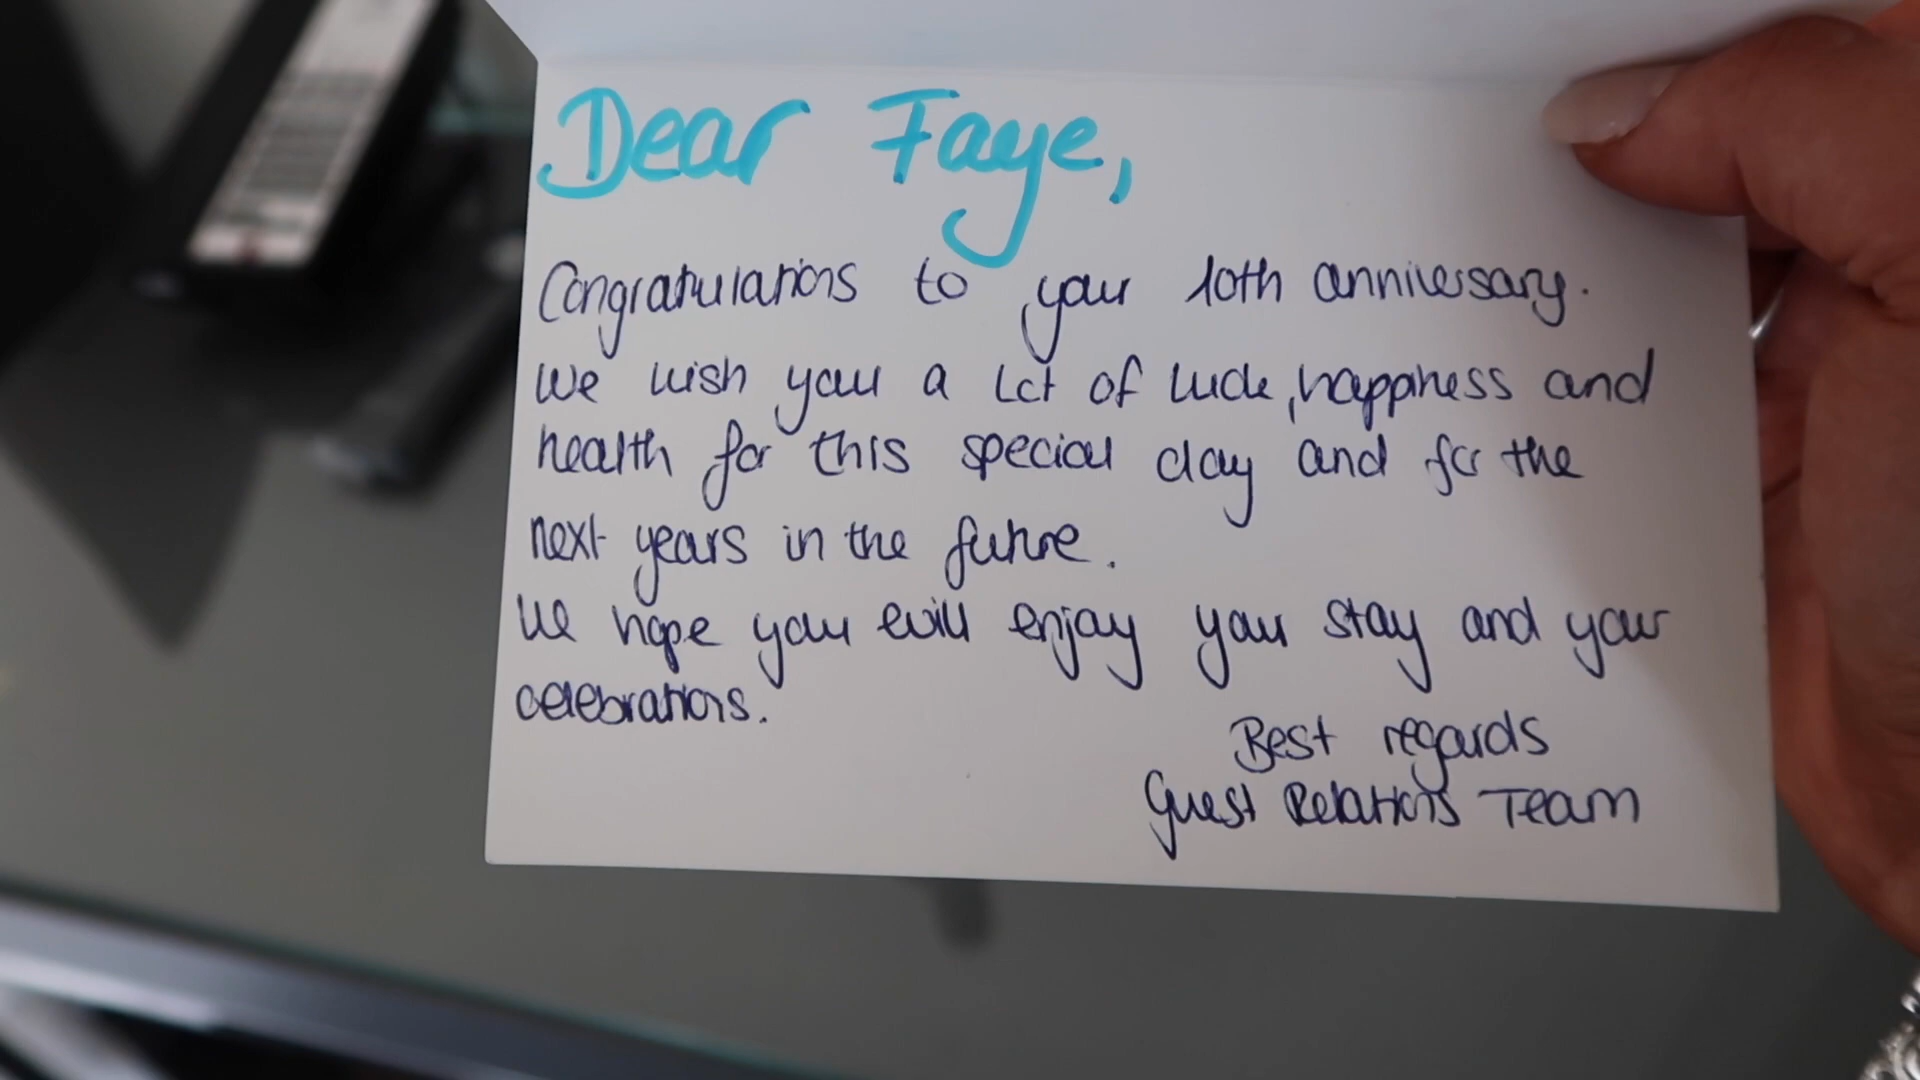 Dear Faye,
Congratulations to your 10th anniversary.
We wish you a lot of luck, happiness and
health for this special day and for the
next years in the future.
We hope you will enjoy your stay and your
celebrations.
Best regards
Guest Relations Team